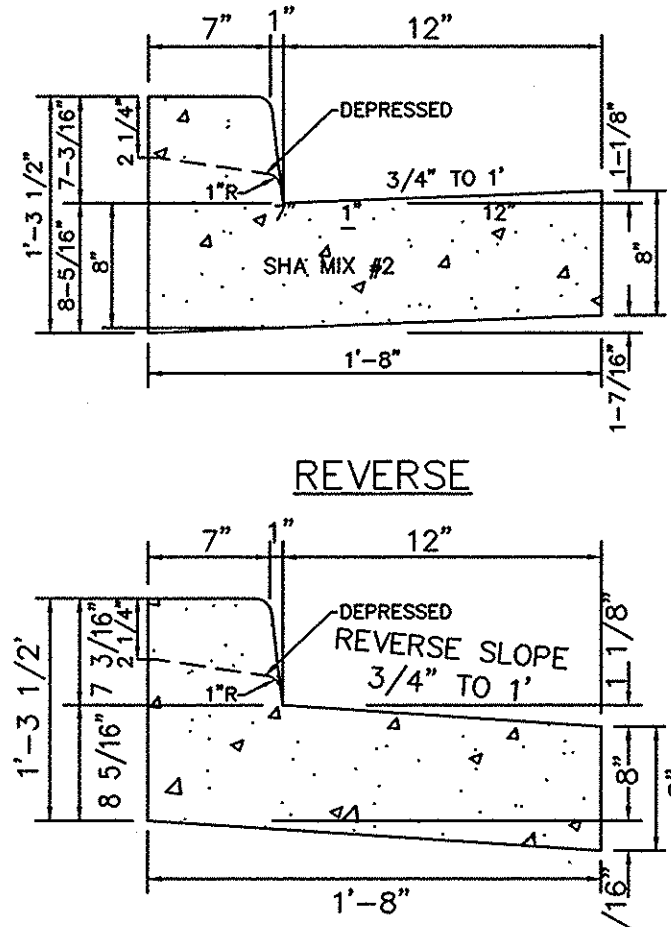 7" 1" 12"
DEPRESSED
1'-3 1/2"
7-3/16"
2 1/4"
1"R
3/4" TO 1'
1-1/8"
1" 12"
8-5/16"
8"
SHA MIX #2
8"
1'-8"
1-7/16"
REVERSE
7" 1" 12"
DEPRESSED
REVERSE SLOPE
3/4" TO 1'
1'-3 1/2'
7 3/16"
2 1/4"
1"R
1 1/8"
8 5/16"
8"
1'-8"
/16"